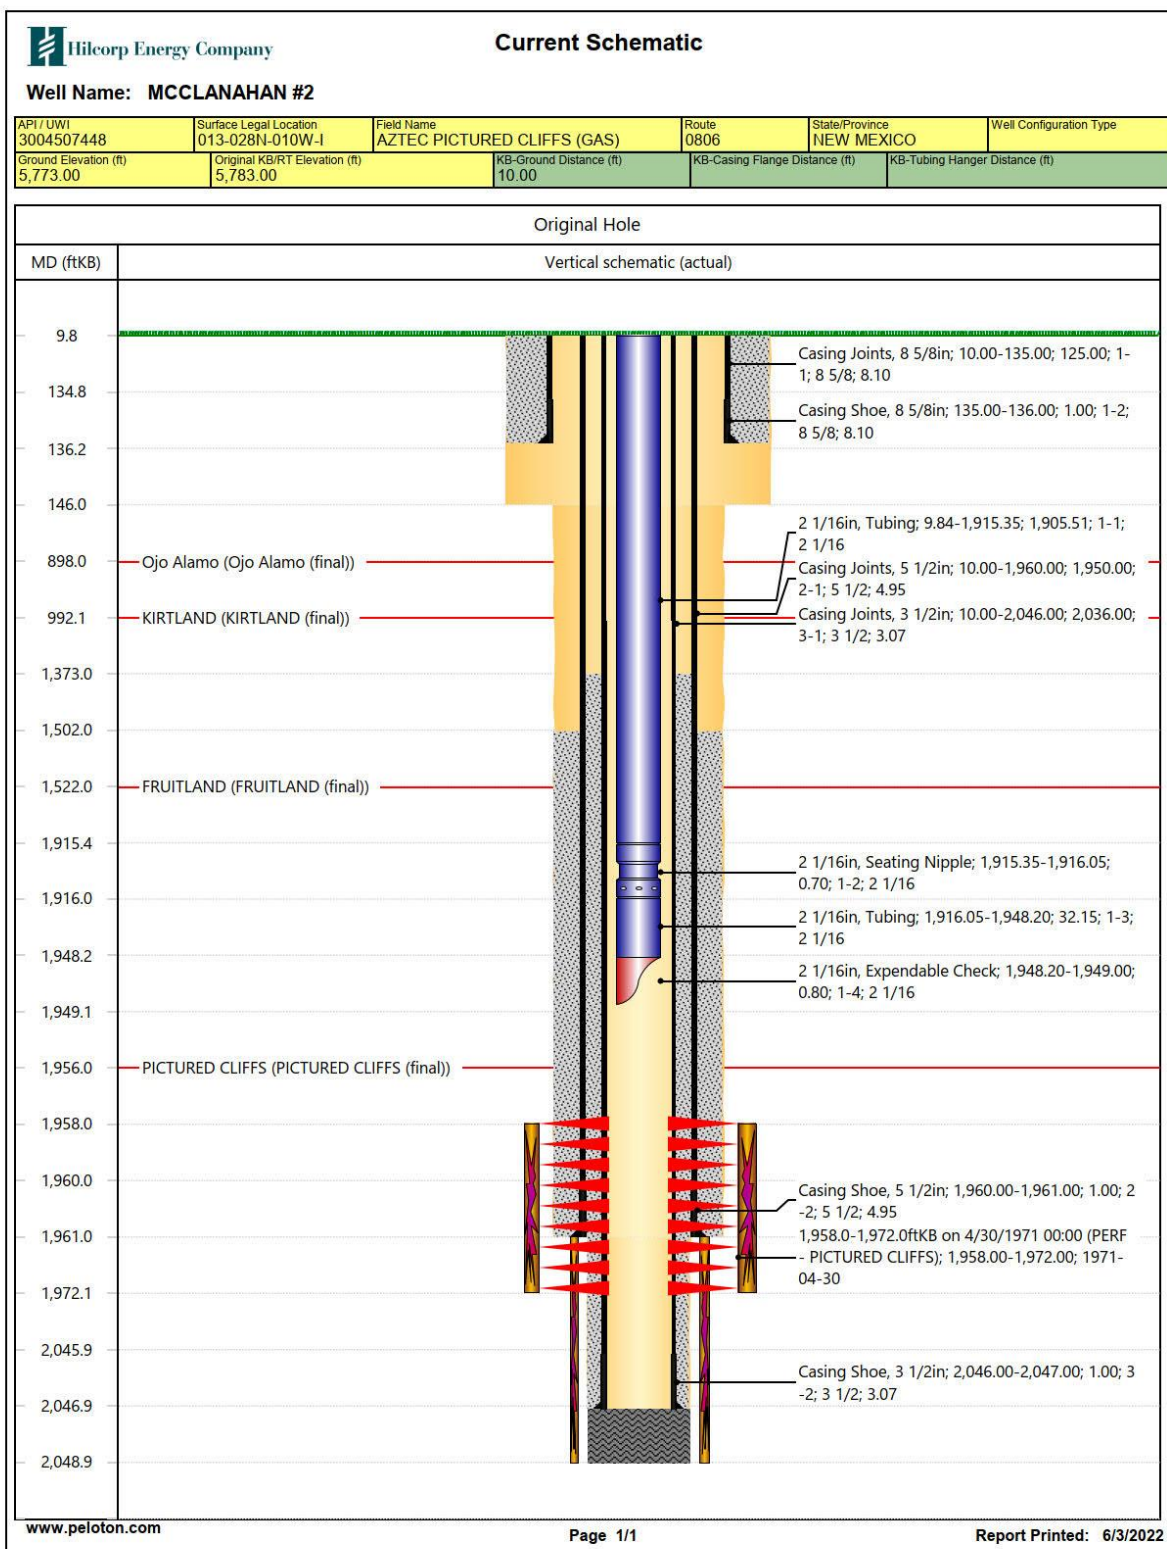 Hilcorp Energy Company
Current Schematic
Well Name: MCCLANAHAN #2
API / UWI
3004507448
Surface Legal Location
013-028N-010W-I
Field Name
AZTEC PICTURED CLIFFS (GAS)
Route
0806
State/Province
NEW MEXICO
Well Configuration Type
Ground Elevation (ft)
5,773.00
Original KB/RT Elevation (ft)
5,783.00
KB-Ground Distance (ft)
10.00
KB-Casing Flange Distance (ft)
KB-Tubing Hanger Distance (ft)
Original Hole
MD (ftKB)
Vertical schematic (actual)
9.8
Casing Joints, 8 5/8in; 10.00-135.00; 125.00; 1-
1; 8 5/8; 8.10
134.8
Casing Shoe, 8 5/8in; 135.00-136.00; 1.00; 1-2;
8 5/8; 8.10
136.2
146.0
2 1/16in, Tubing; 9.84-1,915.35; 1,905.51; 1-1;
2 1/16
898.0
Ojo Alamo (Ojo Alamo (final))
Casing Joints, 5 1/2in; 10.00-1,960.00; 1,950.00;
2-1; 5 1/2; 4.95
992.1
KIRTLAND (KIRTLAND (final))
Casing Joints, 3 1/2in; 10.00-2,046.00; 2,036.00;
3-1; 3 1/2; 3.07
1,373.0
1,502.0
1,522.0
FRUITLAND (FRUITLAND (final))
1,915.4
2 1/16in, Seating Nipple; 1,915.35-1,916.05;
0.70; 1-2; 2 1/16
1,916.0
2 1/16in, Tubing; 1,916.05-1,948.20; 32.15; 1-3;
2 1/16
1,948.2
2 1/16in, Expendable Check; 1,948.20-1,949.00;
0.80; 1-4; 2 1/16
1,949.1
1,956.0
PICTURED CLIFFS (PICTURED CLIFFS (final))
1,958.0
1,960.0
Casing Shoe, 5 1/2in; 1,960.00-1,961.00; 1.00; 2
-2; 5 1/2; 4.95
1,961.0
1,958.0-1,972.0ftKB on 4/30/1971 00:00 (PERF
- PICTURED CLIFFS); 1,958.00-1,972.00; 1971-
04-30
1,972.1
2,045.9
Casing Shoe, 3 1/2in; 2,046.00-2,047.00; 1.00; 3
-2; 3 1/2; 3.07
2,046.9
2,048.9
www.peloton.com
Page 1/1
Report Printed: 6/3/2022